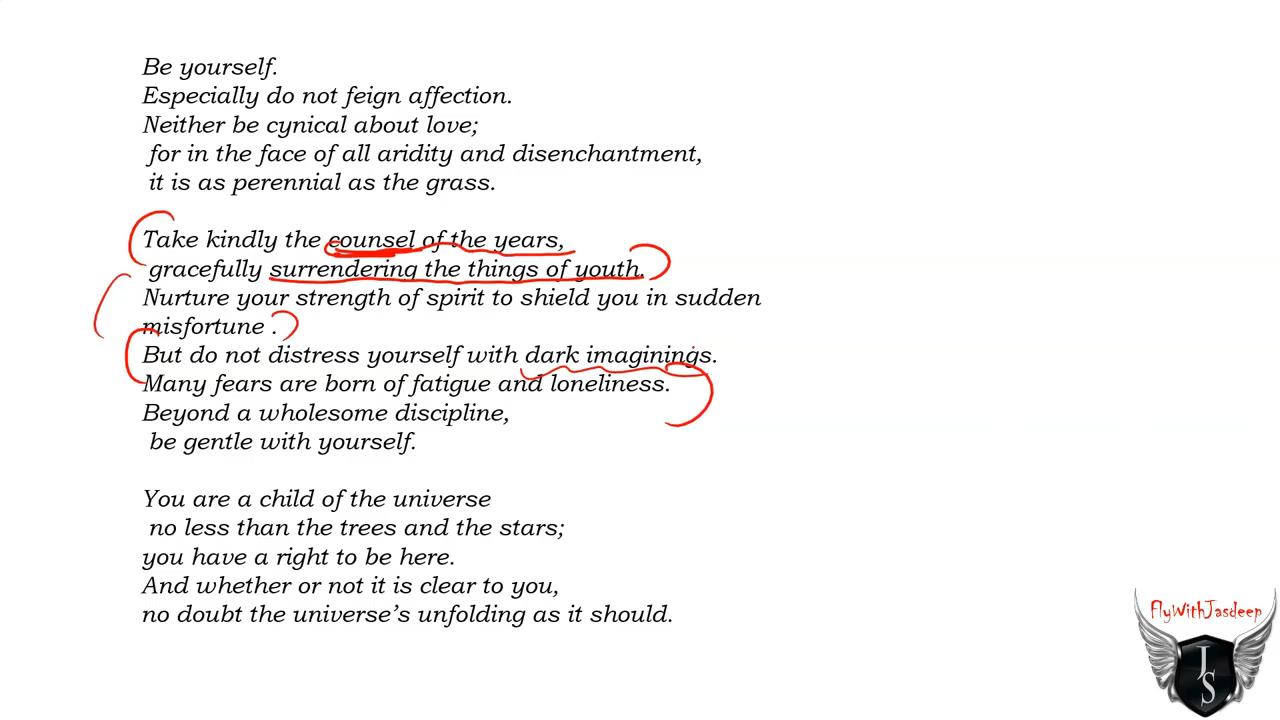 Be yourself.
Especially do not feign affection.
Neither be cynical about love;
for in the face of all aridity and disenchantment,
it is as perennial as the grass.
Take kindly the counsel of the years,
gracefully surrendering the things of youth.
Nurture your strength of spirit to shield you in sudden
misfortune .
But do not distress yourself with dark imaginings.
Many fears are born of fatigue and loneliness.
Beyond a wholesome discipline,
be gentle with yourself.
You are a child of the universe
no less than the trees and the stars;
you have a right to be here.
And whether or not it is clear to you,
no doubt the universe’s unfolding as it should.
FlyWithJasdeep
JS